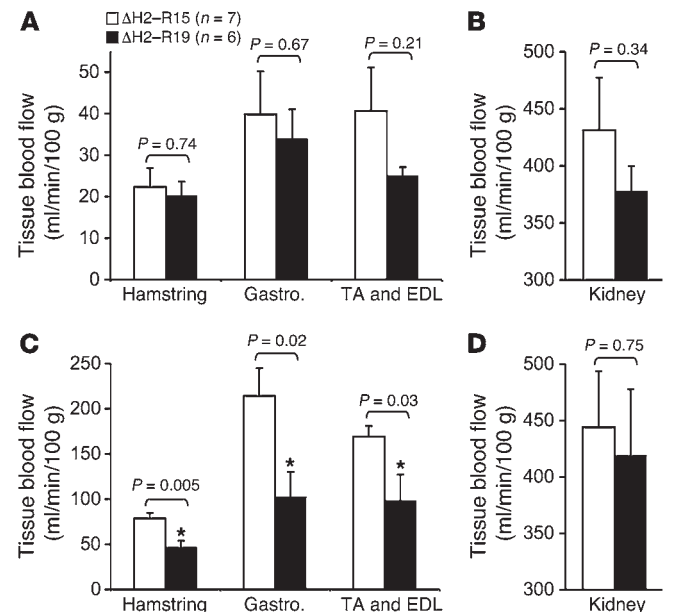 A
ΔH2–R15 (n = 7)
ΔH2–R19 (n = 6)
Tissue blood flow
(ml/min/100 g)
50
40
30
20
10
0
P = 0.74
P = 0.67
P = 0.21
Hamstring Gastro. TA and EDL
B
Tissue blood flow
(ml/min/100 g)
500
450
400
350
300
P = 0.34
Kidney
C
Tissue blood flow
(ml/min/100 g)
250
200
150
100
50
0
P = 0.005
*
P = 0.02
*
P = 0.03
*
Hamstring Gastro. TA and EDL
D
Tissue blood flow
(ml/min/100 g)
500
450
400
350
300
P = 0.75
Kidney